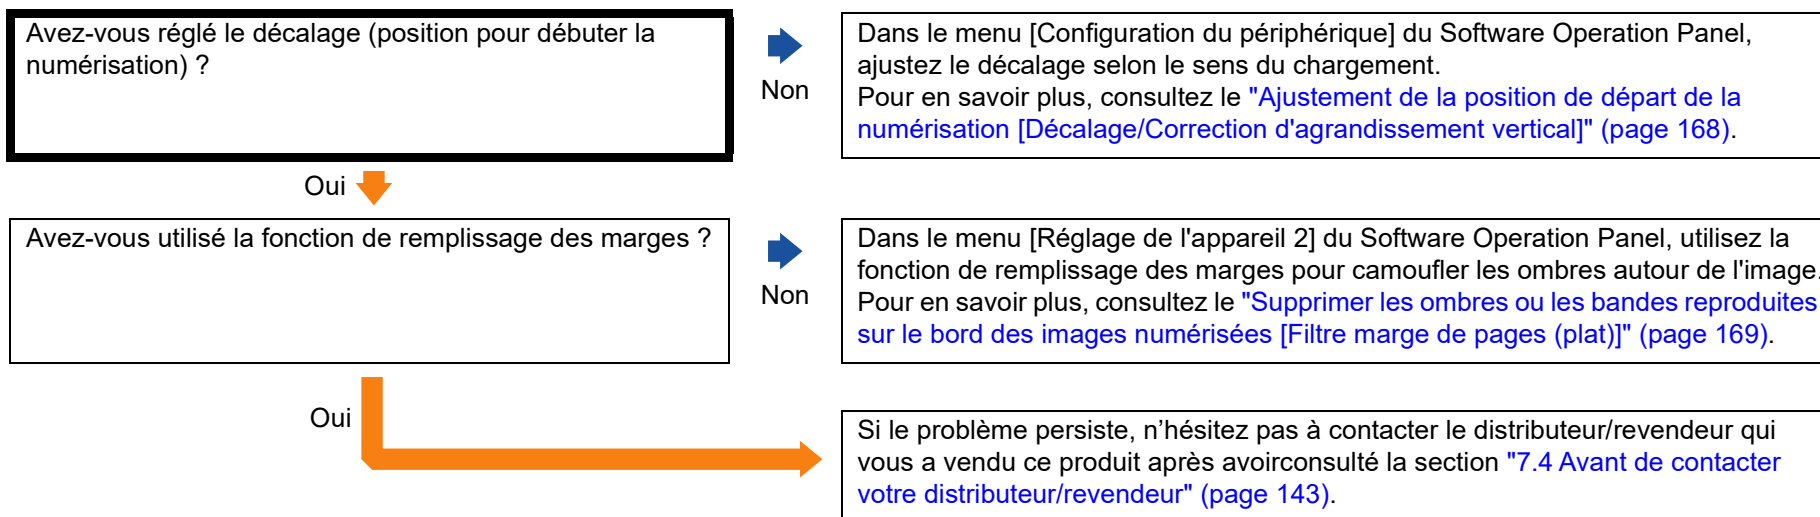 Avez-vous réglé le décalage (position pour débuter la
numérisation) ?
Non
Dans le menu [Configuration du périphérique] du Software Operation Panel,
ajustez le décalage selon le sens du chargement.
Pour en savoir plus, consultez le "Ajustement de la position de départ de la
numérisation [Décalage/Correction d'agrandissement vertical]" (page 168).
Oui
Avez-vous utilisé la fonction de remplissage des marges ?
Non
Dans le menu [Réglage de l'appareil 2] du Software Operation Panel, utilisez la
fonction de remplissage des marges pour camoufler les ombres autour de l'image.
Pour en savoir plus, consultez le "Supprimer les ombres ou les bandes reproduites
sur le bord des images numérisées [Filtre marge de pages (plat)]" (page 169).
Oui
Si le problème persiste, n’hésitez pas à contacter le distributeur/revendeur qui
vous a vendu ce produit après avoirconsulté la section "7.4 Avant de contacter
votre distributeur/revendeur" (page 143).